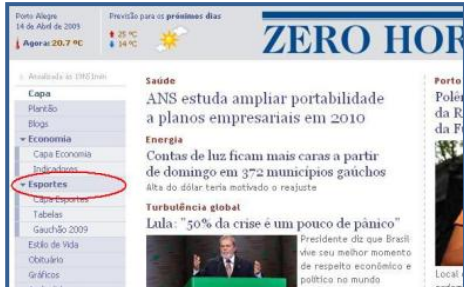 Porto Alegre
14 de Abril de 2009
Agora: 20.7 ºC
Previsão para os próximos dias
25 ºC
14 ºC
ZERO HOR
Atualizada às
Capa
Plantão
Blogs
Economia
Capa Economia
Indicadores
Esportes
Capa Esportes
Tabelas
Gauchão 2009
Estilo de Vida
Obituário
Gráficos
Saúde
ANS estuda ampliar portabilidade
a planos empresariais em 2010
Energia
Contas de luz ficam mais caras a partir
de domingo em 372 municípios gaúchos
Alta do dólar teria motivado o reajuste
Turbulência global
Lula: "50% da crise é um pouco de pânico"
Presidente diz que Brasil
vive seu melhor momento
de respeito econômico e
político no mundo
Porto
Polêm
da R
da F
Local